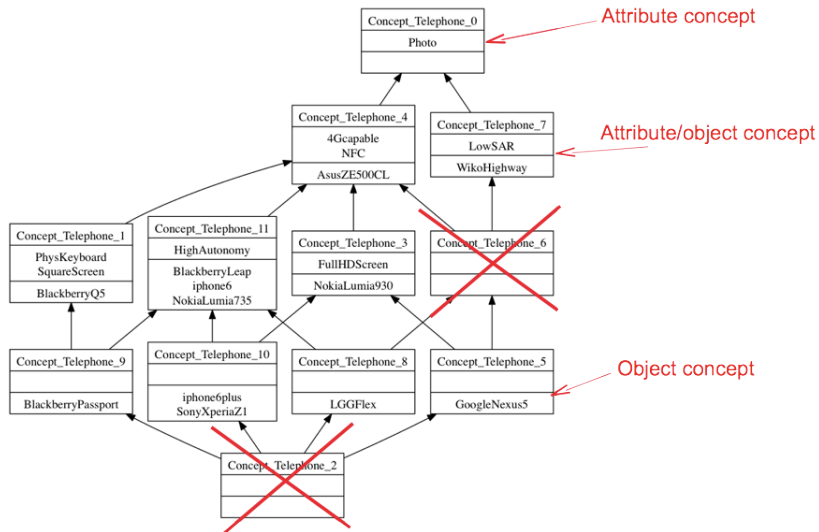 Concept_Telephone_0
Photo
Attribute concept
Concept_Telephone_4
4Gcapable
NFC
AsusZE500CL
Concept_Telephone_7
LowSAR
WikoHighway
Attribute/object concept
Concept_Telephone_1
PhysKeyboard
SquareScreen
BlackberryQ5
Concept_Telephone_11
HighAutonomy
BlackberryLeap
iphone6
NokiaLumia735
Concept_Telephone_3
FullHDScreen
NokiaLumia930
Concept_Telephone_6
Concept_Telephone_9
BlackberryPassport
Concept_Telephone_10
iphone6plus
SonyXperiaZ1
Concept_Telephone_8
LGGFlex
Concept_Telephone_5
GoogleNexus5
Object concept
Concept_Telephone_2